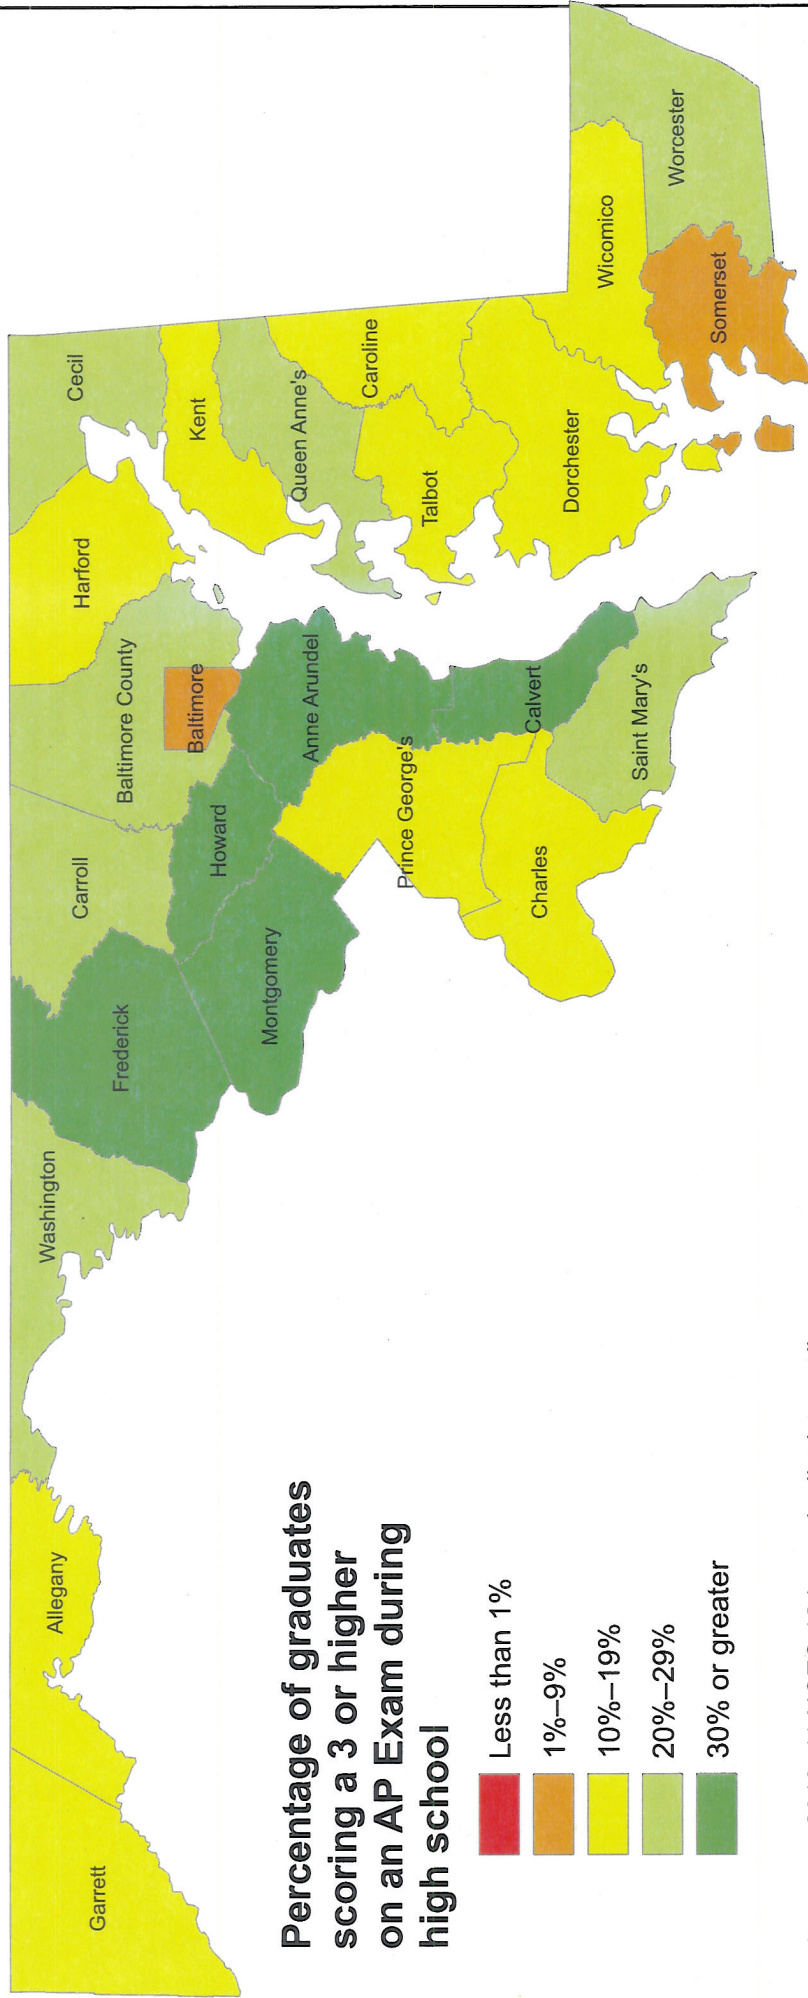 Garrett
Allegany
Washington
Frederick
Carroll
Baltimore County
Harford
Cecil
Baltimore
Kent
Howard
Montgomery
Anne Arundel
Queen Anne's
Caroline
Prince George's
Talbot
Charles
Calvert
Dorchester
Wicomico
Saint Mary's
Worcester
Somerset
Percentage of graduates
scoring a 3 or higher
on an AP Exam during
high school
Less than 1%
1%–9%
10%–19%
20%–29%
30% or greater